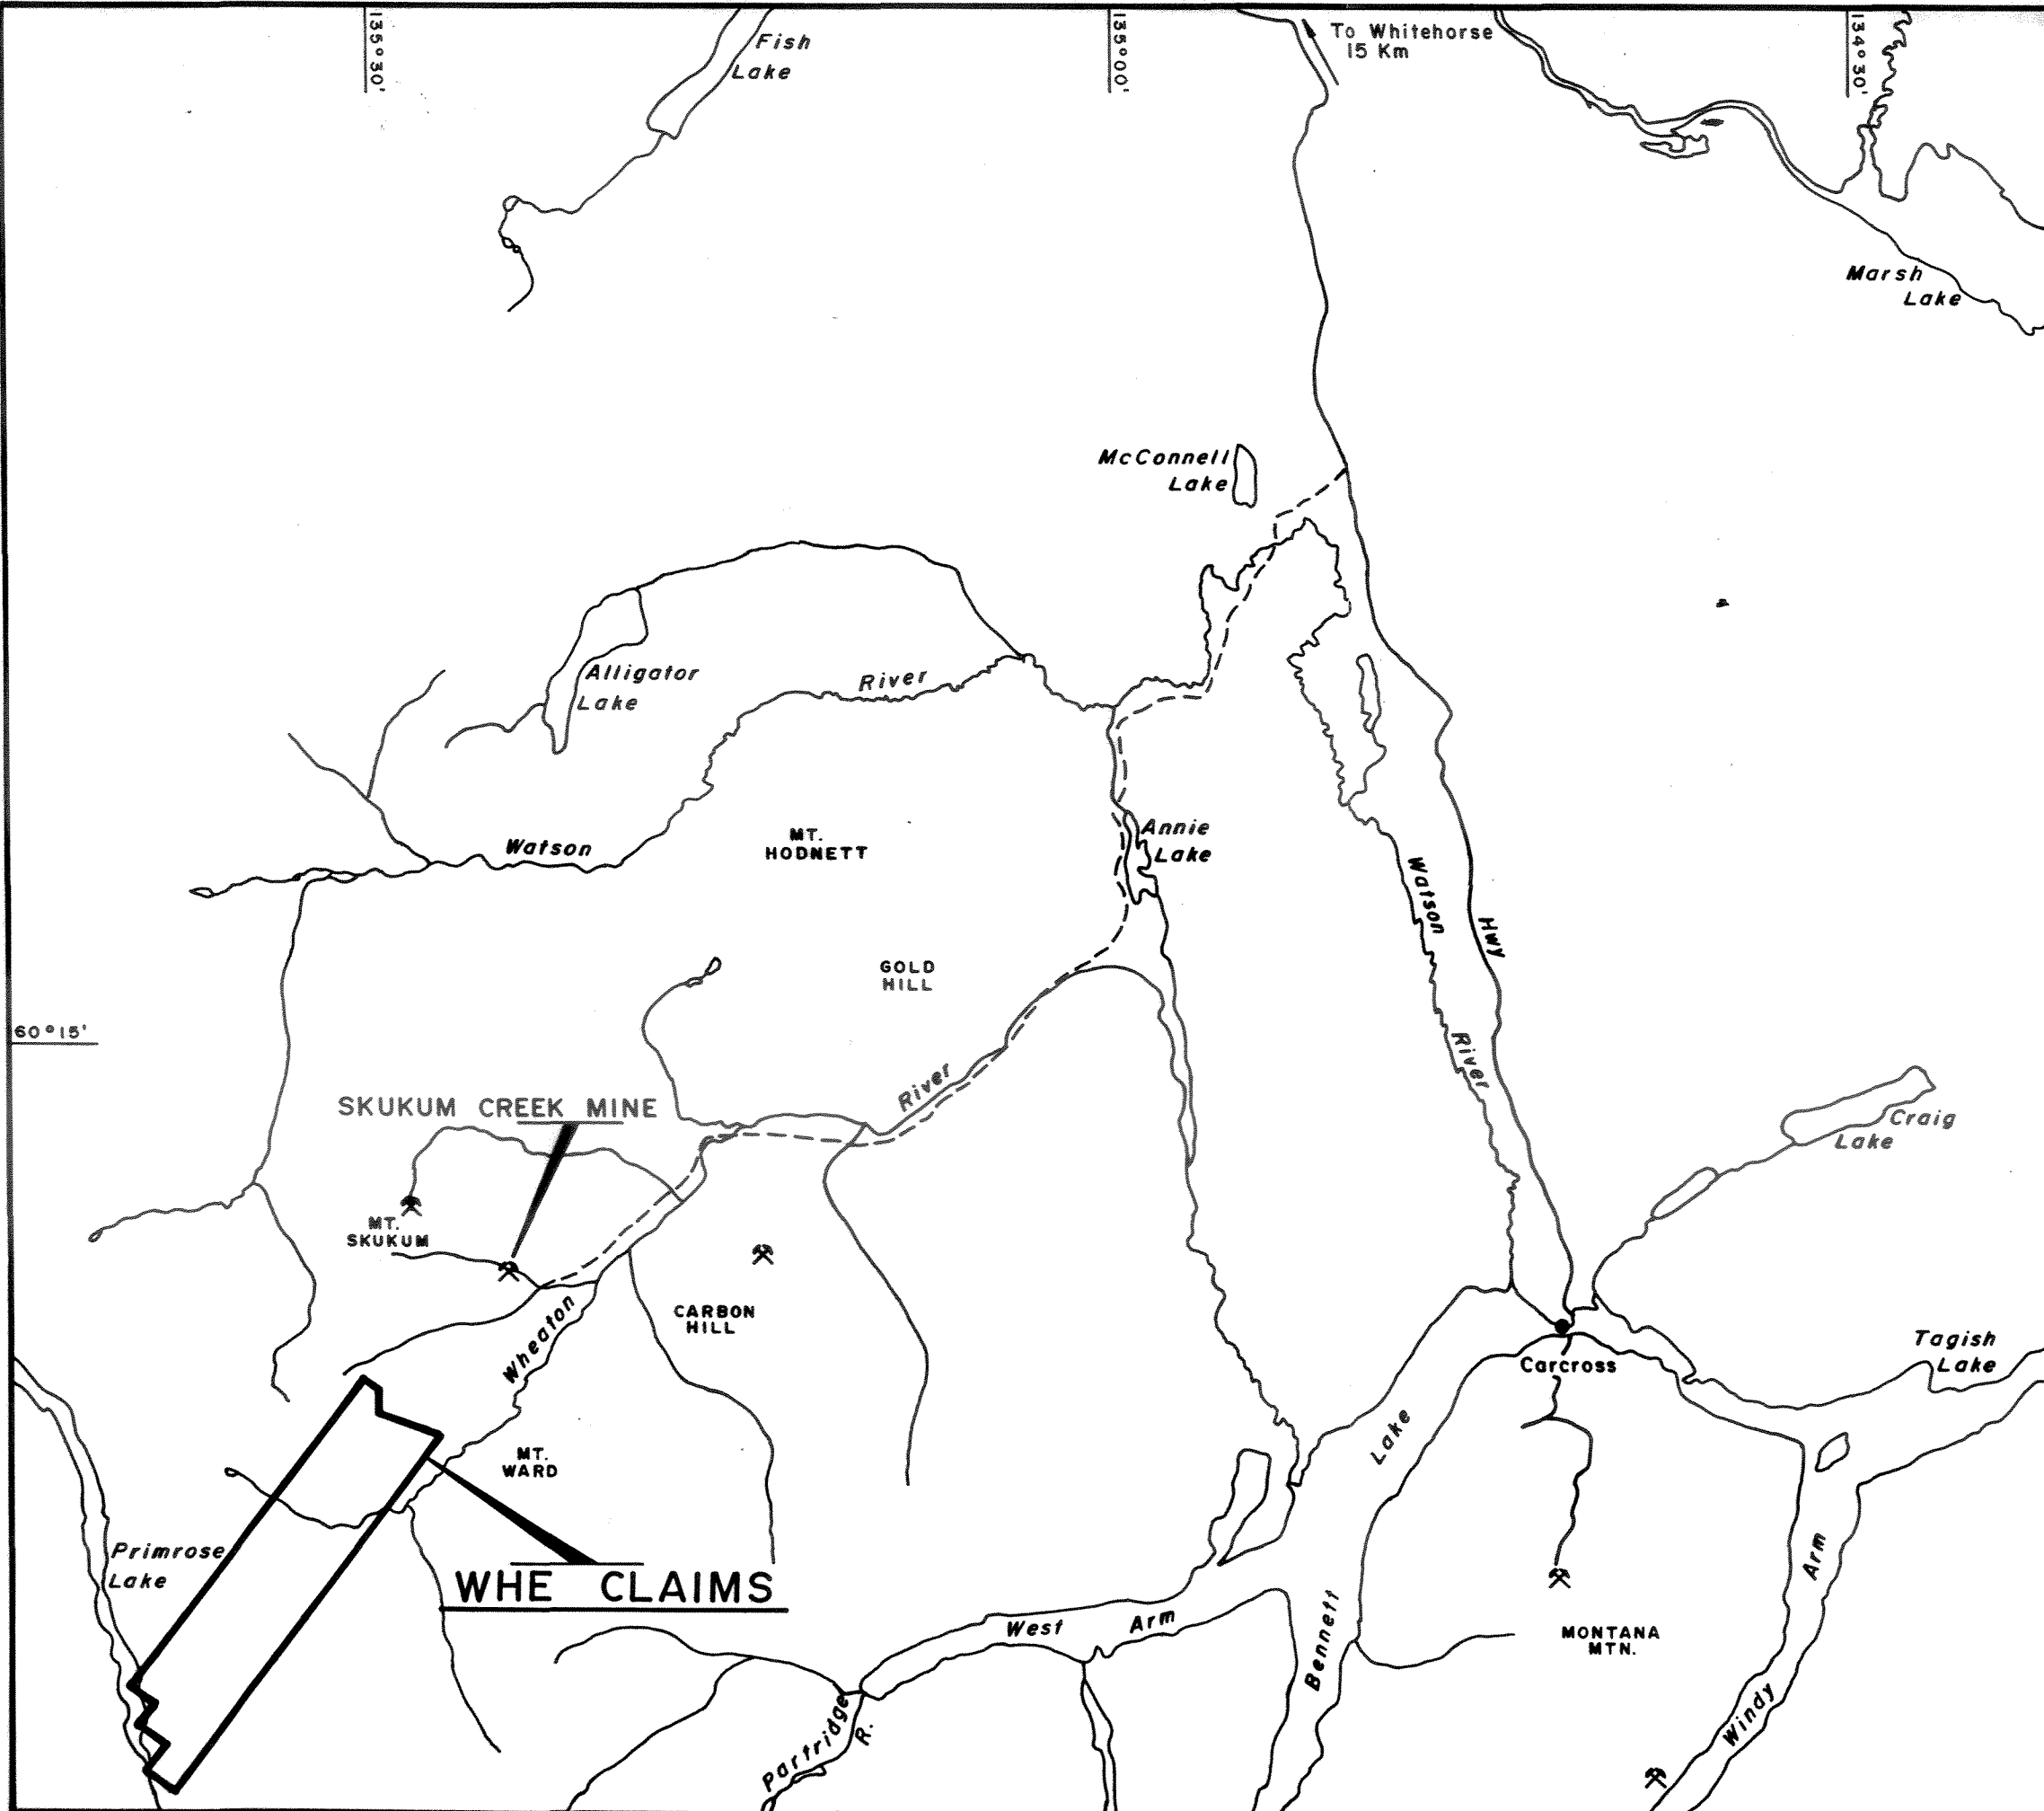 135°30'
135°00'
134°30'
To Whitehorse
15 Km
Fish
Lake
Marsh
Lake
McConnell
Lake
Alligator
Lake
River
Watson
MT.
HODNETT
Annie
Lake
Watson
River
HWY
GOLD
HILL
60°15'
River
SKUKUM CREEK MINE
Craig
Lake
MT.
SKUKUM
Wheaton
CARBON
HILL
Carcross
Tagish
Lake
MT.
WARD
Lake
Bennett
Primrose
Lake
WHE CLAIMS
West Arm
Arm
Windy
MONTANA
MTN.
Partridge
R.